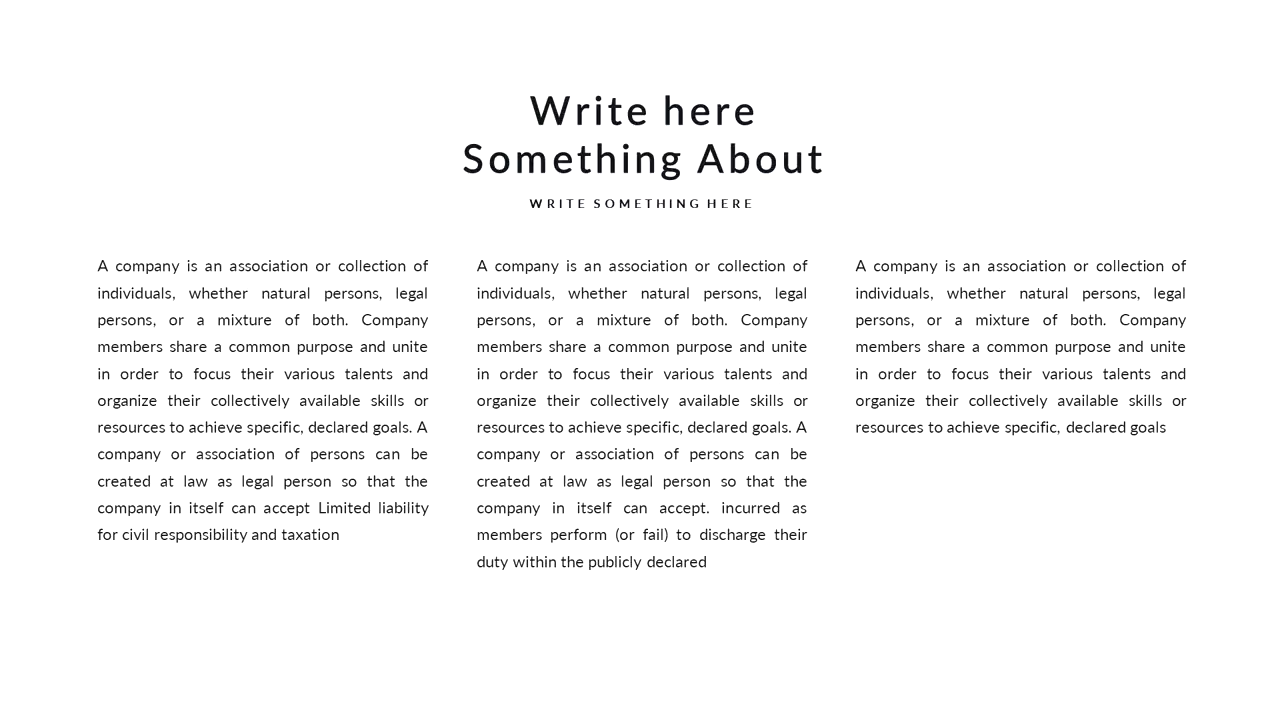 Write here
Something About
WRITE SOMETHING HERE
A company is an association or collection of
individuals, whether natural persons, legal
persons, or a mixture of both. Company
members share a common purpose and unite
in order to focus their various talents and
organize their collectively available skills or
resources to achieve specific, declared goals. A
company or association of persons can be
created at law as legal person so that the
company in itself can accept Limited liability
for civil responsibility and taxation
A company is an association or collection of
individuals, whether natural persons, legal
persons, or a mixture of both. Company
members share a common purpose and unite
in order to focus their various talents and
organize their collectively available skills or
resources to achieve specific, declared goals. A
company or association of persons can be
created at law as legal person so that the
company in itself can accept. incurred as
members perform (or fail) to discharge their
duty within the publicly declared
A company is an association or collection of
individuals, whether natural persons, legal
persons, or a mixture of both. Company
members share a common purpose and unite
in order to focus their various talents and
organize their collectively available skills or
resources to achieve specific, declared goals